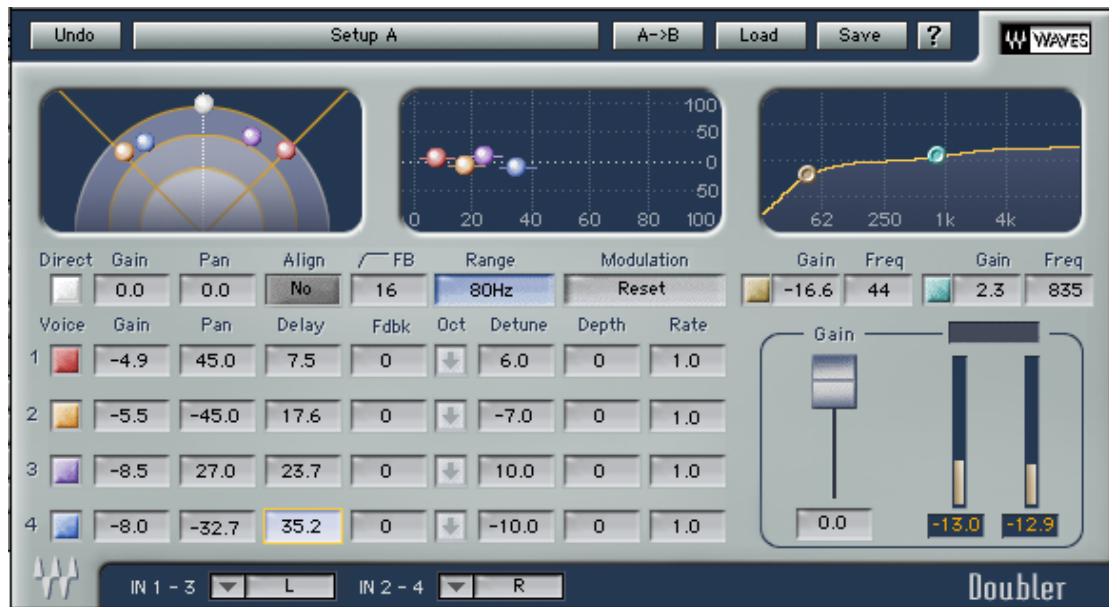 Undo Setup A A->B Load Save ? WAVES
100
50
0
50
0 20 40 60 80 100
62 250 1k 4k
Direct Gain Pan Align FB Range Modulation Gain Freq Gain Freq
0.0 0.0 No 16 80Hz Reset -16.6 44 2.3 835
Voice Gain Pan Delay Fdbk Oct Detune Depth Rate
1 -4.9 45.0 7.5 0 6.0 0 1.0
2 -5.5 -45.0 17.6 0 -7.0 0 1.0
3 -8.5 27.0 23.7 0 10.0 0 1.0
4 -8.0 -32.7 35.2 0 -10.0 0 1.0
Gain
0.0 -13.0 -12.9
IN 1 - 3 L IN 2 - 4 R Doubler